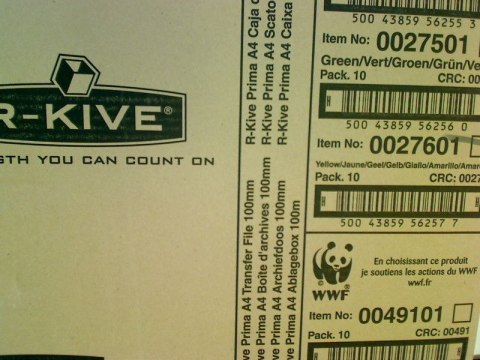 R-KIVE®
GTH YOU CAN COUNT ON
R-Kive Prima A4 Caja
R-Kive Prima A4 Scato
R-Kive Prima A4 Caixa
Prima A4 Transfer File 100mm
Prima A4 Boîte d'archives 100mm
Prima A4 Archiefdoos 100mm
Prima A4 Ablagebox 100m
500 43859 56255 3
Item No: 0027501
Green/Vert/Groen/Grün/Ve
Pack. 10 CRC: 00
500 43859 56256 0
Item No: 0027601
Yellow/Jaune/Geel/Gelb/Giallo/Amarillo/Amar
Pack. 10 CRC: 0027
500 43859 56257 7
WWF
En choisissant ce produit
je soutiens les actions du WWF
wwf.fr
Item No: 0049101
Pack. 10 CRC: 00491